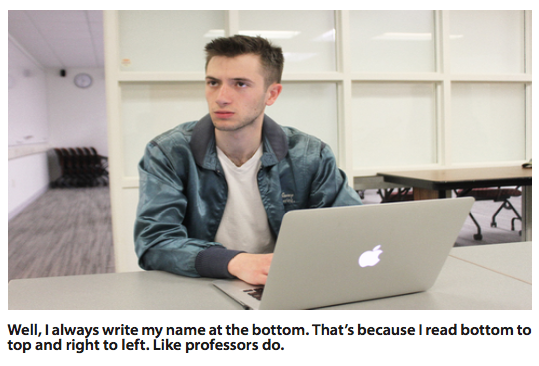 Well, I always write my name at the bottom. That’s because I read bottom to
top and right to left. Like professors do.